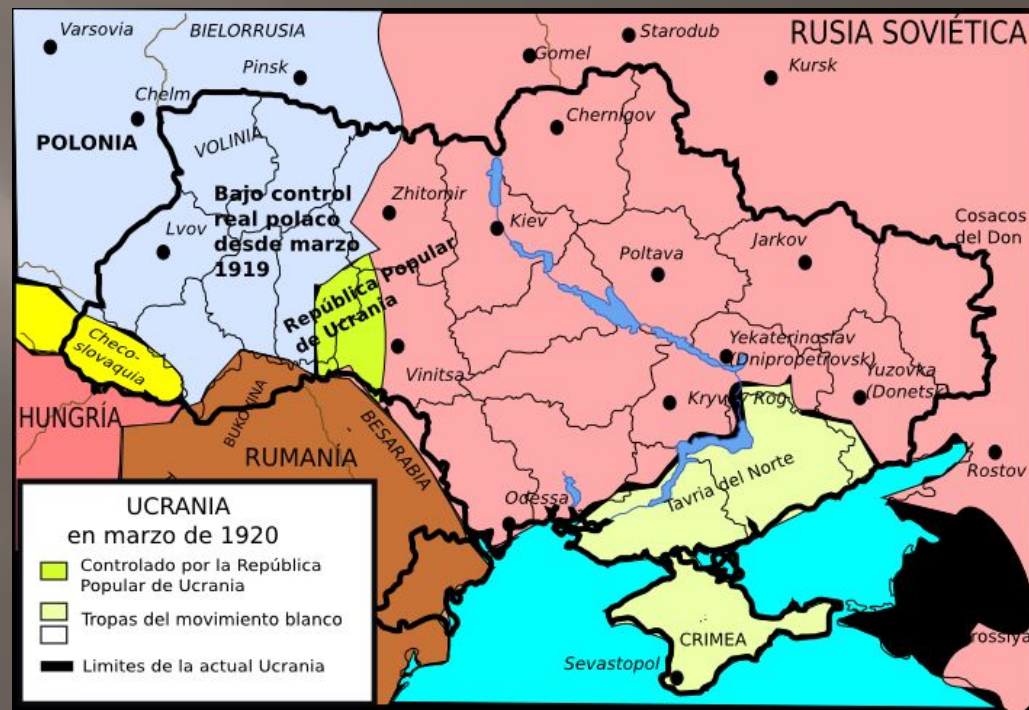 Varsovia
BIELORRUSIA
Starodub
RUSIA SOVIÉTICA
Gomel
Kursk
Pinsk
Chelm
Chernigov
POLONIA
VOLINIA
Zhitomir
Bajo control
real polaco
desde marzo
1919
Kiev
Cosacos
del Don
Lvov
Poltava
Jarkov
República Popular
de Ucrania
Checo-
slovaquia
Yekaterinoslav
(Dnipropetrovsk)
Yuzovka
(Donetsk)
Vinitsa
Kryvyy Rog
HUNGRÍA
BUKOVINA
BESARABIA
RUMANÍA
Rostov
Tavria del Norte
Odessa
UCRANIA
en marzo de 1920
Controlado por la República
Popular de Ucrania
Tropas del movimiento blanco
Limites de la actual Ucrania
CRIMEA
Sevastopol
rossiya